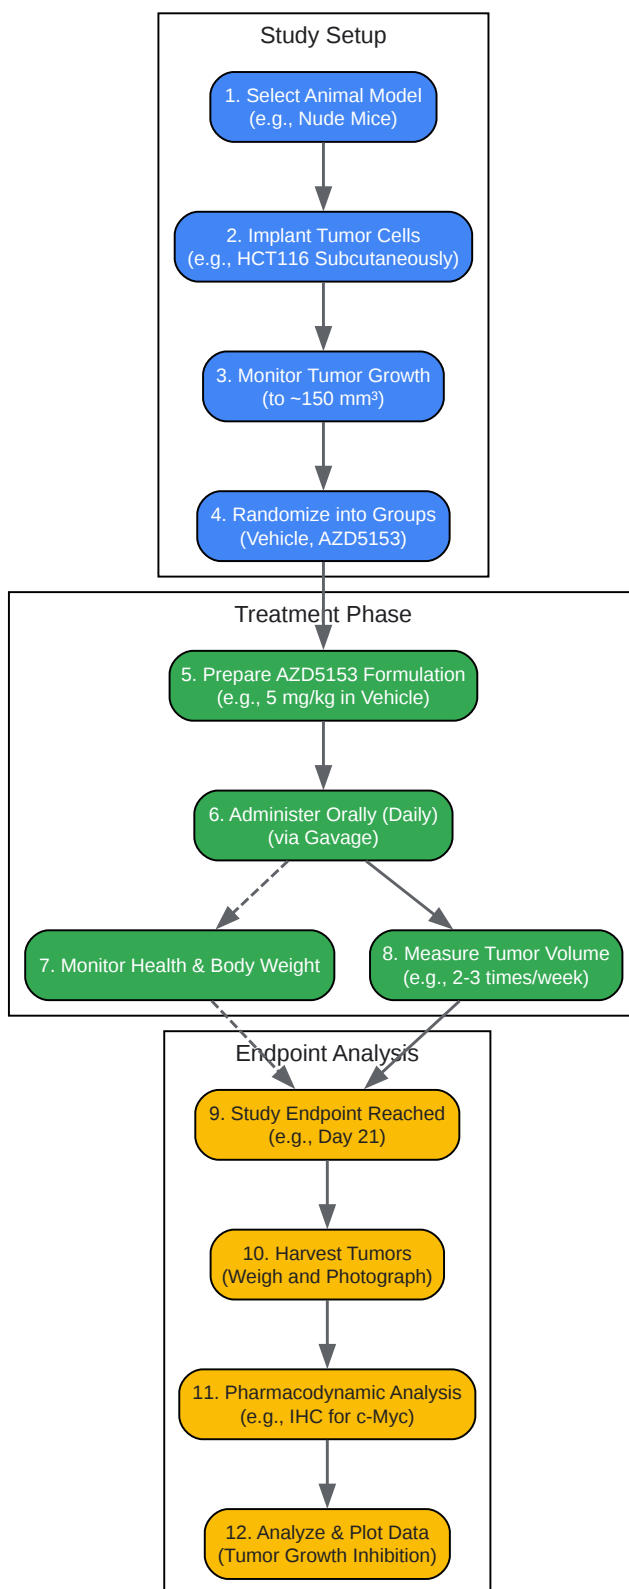 Study Setup
1. Select Animal Model
(e.g., Nude Mice)
2. Implant Tumor Cells
(e.g., HCT116 Subcutaneously)
3. Monitor Tumor Growth
(to ~150 mm³)
4. Randomize into Groups
(Vehicle, AZD5153)
Treatment Phase
5. Prepare AZD5153 Formulation
(e.g., 5 mg/kg in Vehicle)
6. Administer Orally (Daily)
(via Gavage)
7. Monitor Health & Body Weight
8. Measure Tumor Volume
(e.g., 2-3 times/week)
Endpoint Analysis
9. Study Endpoint Reached
(e.g., Day 21)
10. Harvest Tumors
(Weigh and Photograph)
11. Pharmacodynamic Analysis
(e.g., IHC for c-Myc)
12. Analyze & Plot Data
(Tumor Growth Inhibition)